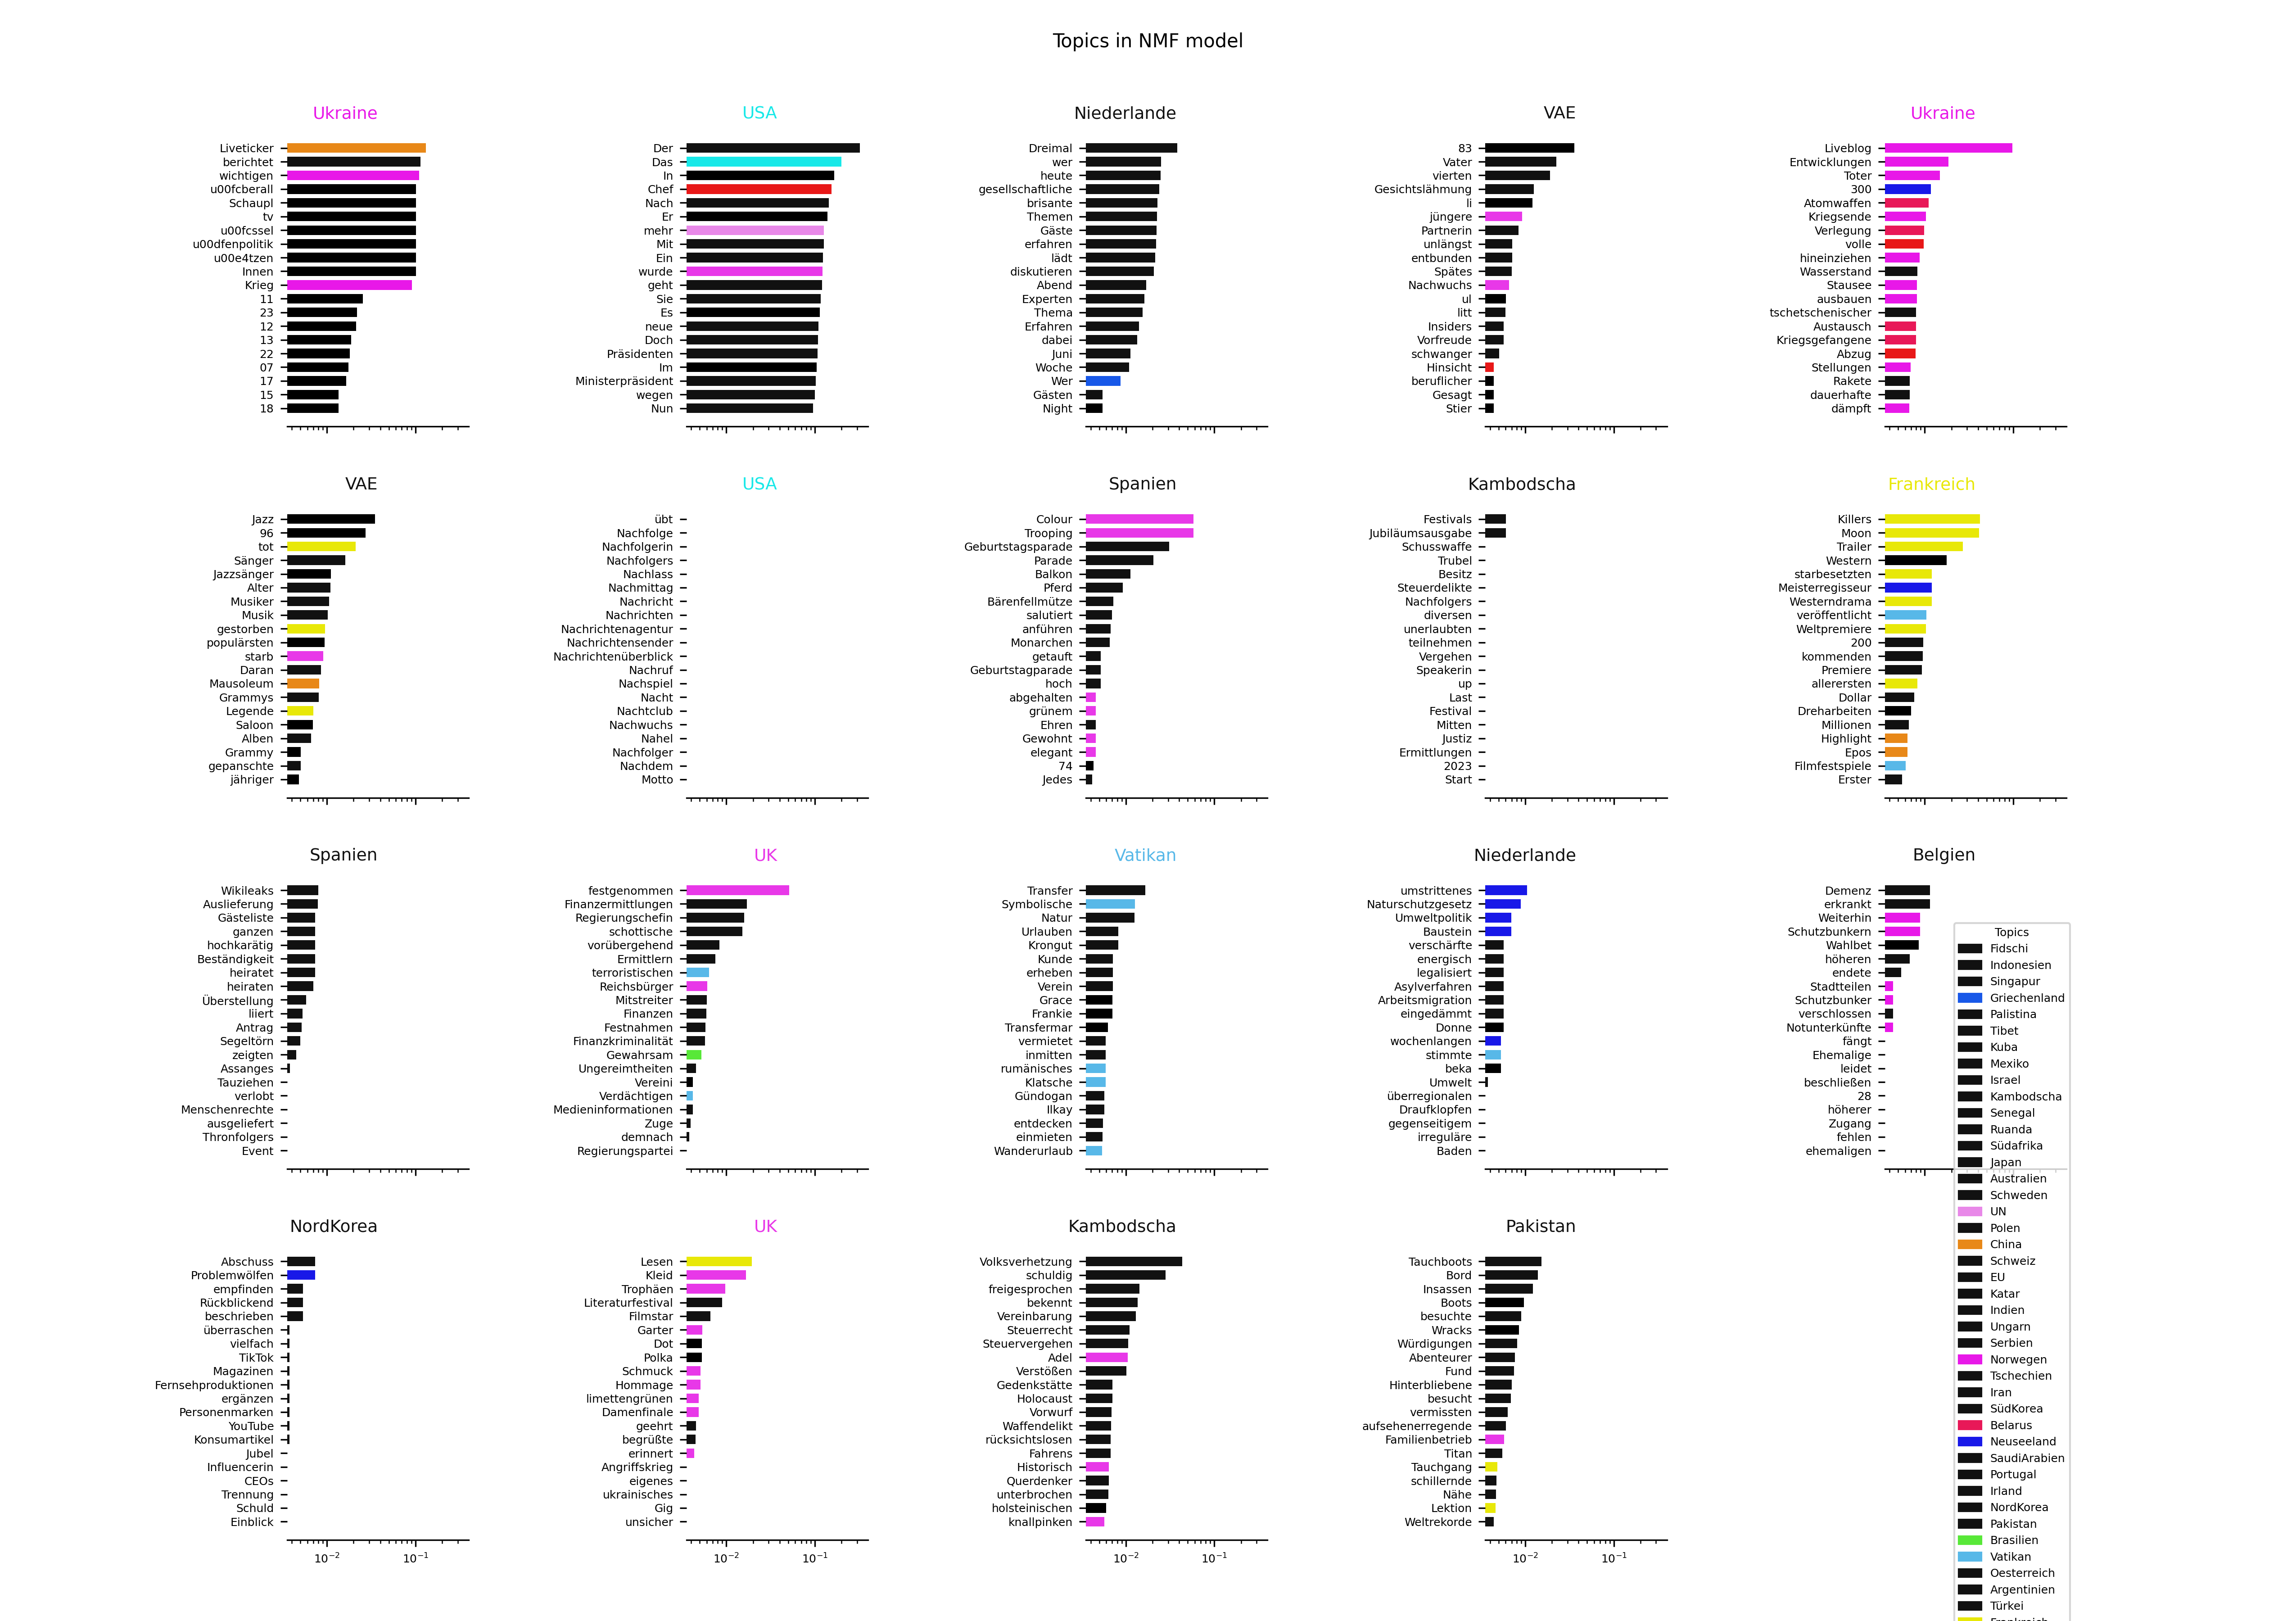 Topics in NMF model
Ukraine
Liveticker
berichtet
wichtigen
u00fcberall
Schaupl
tv
u00fcssel
u00dfenpolitik
u00e4tzen
Innen
Krieg
11
23
12
13
22
07
17
15
18
USA
Der
Das
In
Chef
Nach
Er
mehr
Mit
Ein
wurde
geht
Sie
Es
neue
Doch
Präsidenten
Im
Ministerpräsident
wegen
Nun
Niederlande
Dreimal
wer
heute
gesellschaftliche
brisante
Themen
Gäste
erfahren
lädt
diskutieren
Abend
Experten
Thema
Erfahren
dabei
Juni
Woche
Wer
Gästen
Night
VAE
83
Vater
vierten
Gesichtslähmung
li
jüngere
Partnerin
unlängst
entbunden
Spätes
Nachwuchs
ul
litt
Insiders
Vorfreude
schwanger
Hinsicht
beruflicher
Gesagt
Stier
Ukraine
Liveblog
Entwicklungen
Toter
300
Atomwaffen
Kriegsende
Verlegung
volle
hineinziehen
Wasserstand
Stausee
ausbauen
tschetschenischer
Austausch
Kriegsgefangene
Abzug
Stellungen
Rakete
dauerhafte
dämpft
VAE
Jazz
96
tot
Sänger
Jazzsänger
Alter
Musiker
Musik
gestorben
populärsten
starb
Daran
Mausoleum
Grammys
Legende
Saloon
Alben
Grammy
gepanschte
jähriger
USA
übt
Nachfolge
Nachfolgerin
Nachfolgers
Nachlass
Nachmittag
Nachricht
Nachrichten
Nachrichtenagentur
Nachrichtensender
Nachrichtenüberblick
Nachruf
Nachspiel
Nacht
Nachtclub
Nachwuchs
Nahel
Nachfolger
Nachdem
Motto
Spanien
Colour
Trooping
Geburtstagsparade
Parade
Balkon
Pferd
Bärenfellmütze
salutiert
anführen
Monarchen
getauft
Geburtstagparade
hoch
abgehalten
grünem
Ehren
Gewohnt
elegant
74
Jedes
Kambodscha
Festivals
Jubiläumsausgabe
Schusswaffe
Trubel
Besitz
Steuerdelikte
Nachfolgers
diversen
unerlaubten
teilnehmen
Vergehen
Speakerin
up
Last
Festival
Mitten
Justiz
Ermittlungen
2023
Start
Frankreich
Killers
Moon
Trailer
Western
starbesetzten
Meisterregisseur
Westerndrama
veröffentlicht
Weltpremiere
200
kommenden
Premiere
allerersten
Dollar
Dreharbeiten
Millionen
Highlight
Epos
Filmfestspiele
Erster
Spanien
Wikileaks
Auslieferung
Gästeliste
ganzen
hochkarätig
Beständigkeit
heiratet
heiraten
Überstellung
liiert
Antrag
Segeltörn
zeigten
Assanges
Tauziehen
verlobt
Menschenrechte
ausgeliefert
Thronfolgers
Event
UK
festgenommen
Finanzermittlungen
Regierungschefin
schottische
vorübergehend
Ermittlern
terroristischen
Reichsbürger
Mitstreiter
Finanzen
Festnahmen
Finanzkriminalität
Gewahrsam
Ungereimtheiten
Vereini
Verdächtigen
Medieninformationen
Zuge
demnach
Regierungspartei
Vatikan
Transfer
Symbolische
Natur
Urlauben
Krongut
Kunde
erheben
Verein
Grace
Frankie
Transfermar
vermietet
inmitten
rumänisches
Klatsche
Gündogan
Ilkay
entdecken
einmieten
Wanderurlaub
Niederlande
umstrittenes
Naturschutzgesetz
Umweltpolitik
Baustein
verschärfte
energisch
legalisiert
Asylverfahren
Arbeitsmigration
eingedämmt
Donne
wochenlangen
stimmte
beka
Umwelt
überregionalen
Draufklopfen
gegenseitigem
irreguläre
Baden
Belgien
Demenz
erkrankt
Weiterhin
Schutzbunkern
Wahlbet
höheren
endete
Stadtteilen
Schutzbunker
verschlossen
Notunterkünfte
fängt
Ehemalige
leidet
beschließen
28
höherer
Zugang
fehlen
ehemaligen
NordKorea
Abschuss
Problemwölfen
empfinden
Rückblickend
beschrieben
überraschen
vielfach
TikTok
Magazinen
Fernsehproduktionen
ergänzen
Personenmarken
YouTube
Konsumartikel
Jubel
Influencerin
CEOs
Trennung
Schuld
Einblick
10⁻²
10⁻¹
UK
Lesen
Kleid
Trophäen
Literaturfestival
Filmstar
Garter
Dot
Polka
Schmuck
Hommage
limettengrünen
Damenfinale
geehrt
begrüßte
erinnert
Angriffskrieg
eigenes
ukrainisches
Gig
unsicher
10⁻²
10⁻¹
Kambodscha
Volksverhetzung
schuldig
freigesprochen
bekennt
Vereinbarung
Steuerrecht
Steuervergehen
Adel
Verstößen
Gedenkstätte
Holocaust
Vorwurf
Waffendelikt
rücksichtslosen
Fahrens
Historisch
Querdenker
unterbrochen
holsteinischen
knallpinken
10⁻²
10⁻¹
Pakistan
Tauchboots
Bord
Insassen
Boots
besuchte
Wracks
Würdigungen
Abenteurer
Fund
Hinterbliebene
besucht
vermissten
aufsehenerregende
Familienbetrieb
Titan
Tauchgang
schillernde
Nähe
Lektion
Weltrekorde
10⁻²
10⁻¹
Topics
Fidschi
Indonesien
Singapur
Griechenland
Palistina
Tibet
Kuba
Mexiko
Israel
Kambodscha
Senegal
Ruanda
Südafrika
Japan
Australien
Schweden
UN
Polen
China
Schweiz
EU
Katar
Indien
Ungarn
Serbien
Norwegen
Tschechien
Iran
SüdKorea
Belarus
Neuseeland
SaudiArabien
Portugal
Irland
NordKorea
Pakistan
Brasilien
Vatikan
Oesterreich
Argentinien
Türkei